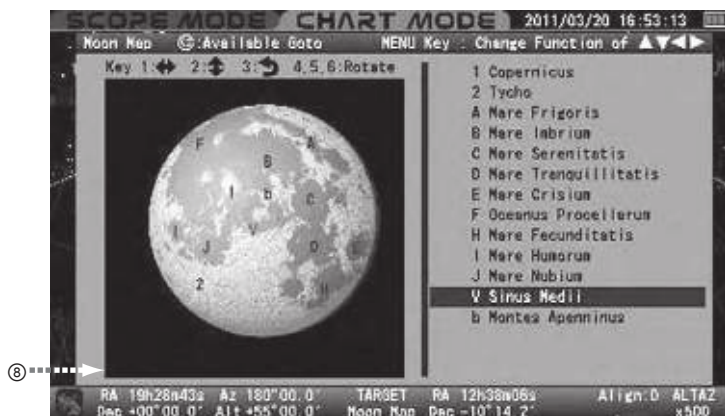 SCOPE MODE CHART MODE 2011/03/20 16:53:13
Moon Map G:Available Goto MENU Key : Change Function of ▲▼◀▶
Key 1:↔ 2:↕ 3:⮌ 4,5,6:Rotate
1 Copernicus
2 Tycho
A Mare Frigoris
B Mare Imbrium
C Mare Serenitatis
D Mare Tranquillitatis
E Mare Crisium
F Oceanus Procellarum
H Mare Fecunditatis
I Mare Humorum
J Mare Nubium
V Sinus Medii
b Montes Apenninus
F
A
B
1
b
C
V
I
J
D
E
2
H
⑧
RA 19h28m43s Az 180°00.0' TARGET RA 12h38m06s Align:0 ALTAZ
Dec +00°00.0' Alt +55°00.0' Moon Map Dec -10°14.2' x500